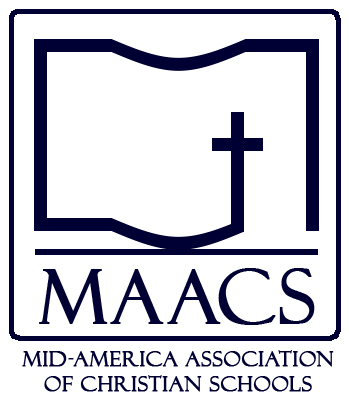 MAACS
MID-AMERICA ASSOCIATION
OF CHRISTIAN SCHOOLS